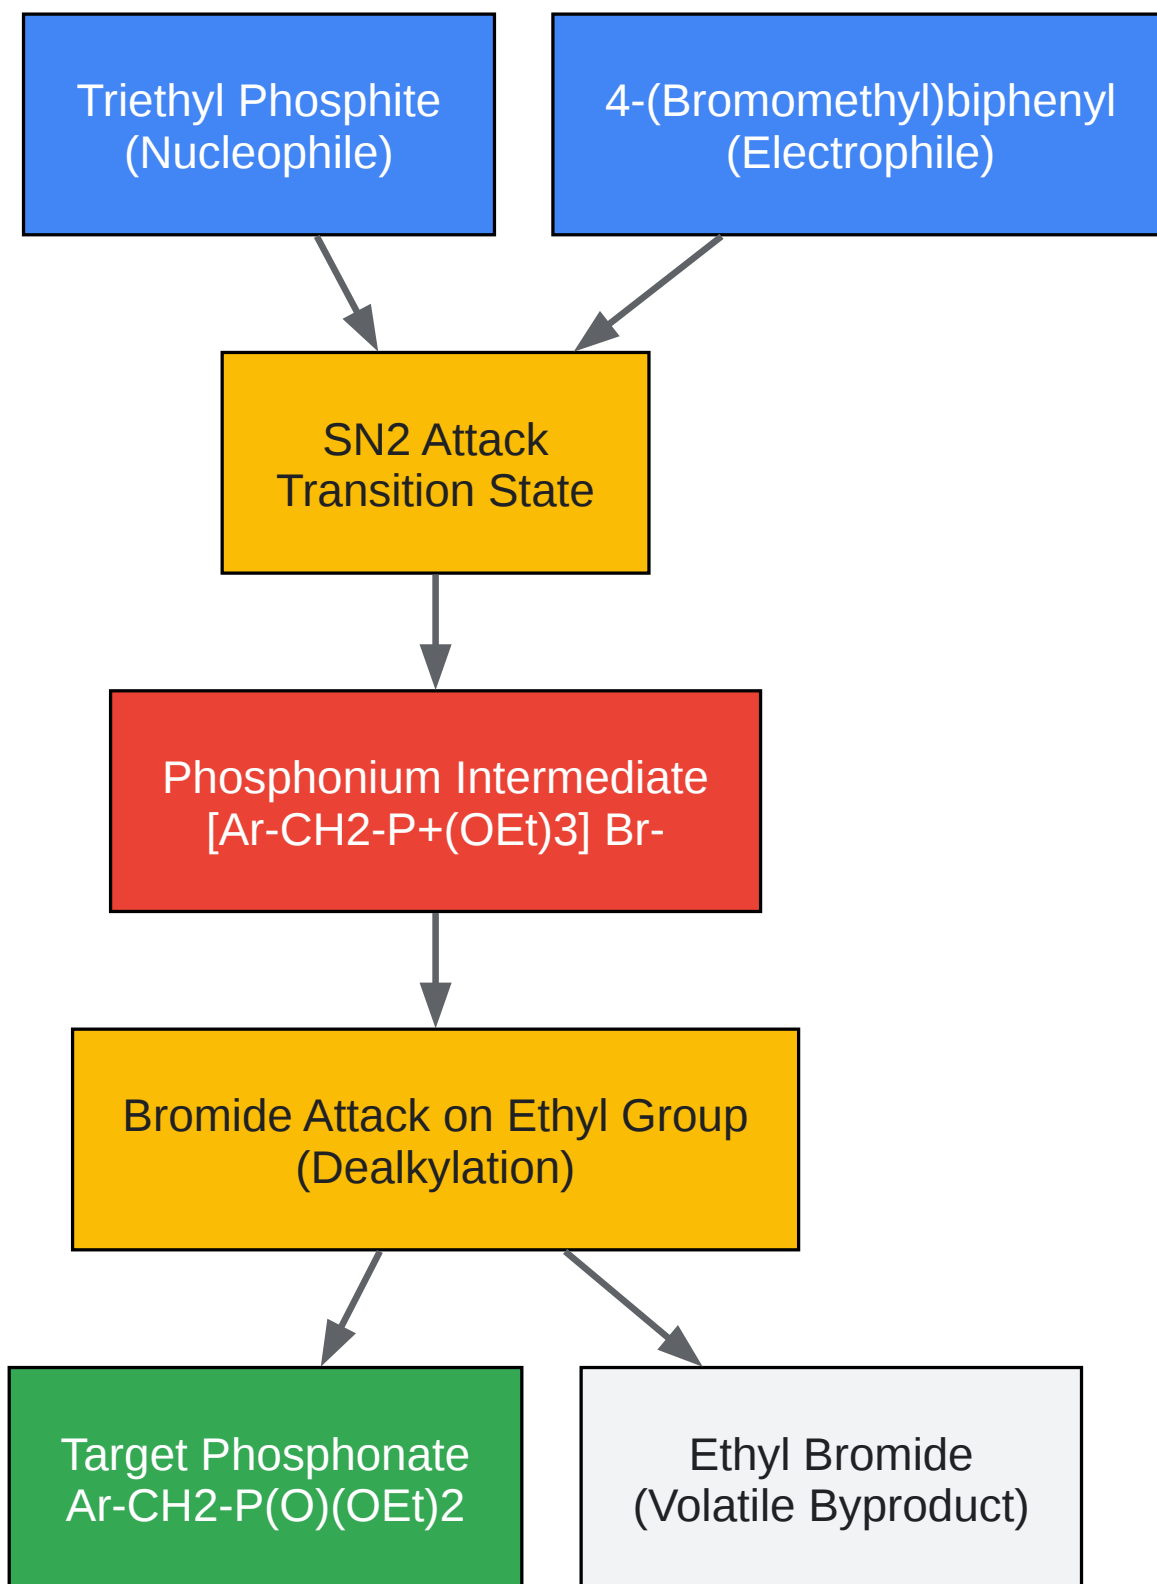 Triethyl Phosphite
(Nucleophile)
4-(Bromomethyl)biphenyl
(Electrophile)
SN2 Attack
Transition State
Phosphonium Intermediate
[Ar-CH2-P+(OEt)3] Br-
Bromide Attack on Ethyl Group
(Dealkylation)
Target Phosphonate
Ar-CH2-P(O)(OEt)2
Ethyl Bromide
(Volatile Byproduct)